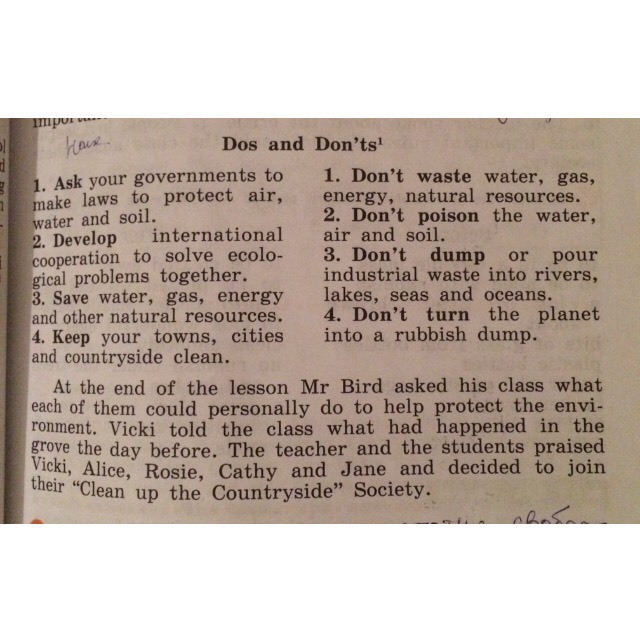 Dos and Don'ts¹
1. Ask your governments to
make laws to protect air,
water and soil.
2. Develop international
cooperation to solve ecolo-
gical problems together.
3. Save water, gas, energy
and other natural resources.
4. Keep your towns, cities
and countryside clean.
1. Don't waste water, gas,
energy, natural resources.
2. Don't poison the water,
air and soil.
3. Don't dump or pour
industrial waste into rivers,
lakes, seas and oceans.
4. Don't turn the planet
into a rubbish dump.
At the end of the lesson Mr Bird asked his class what
each of them could personally do to help protect the envi-
ronment. Vicki told the class what had happened in the
grove the day before. The teacher and the students praised
Vicki, Alice, Rosie, Cathy and Jane and decided to join
their “Clean up the Countryside” Society.